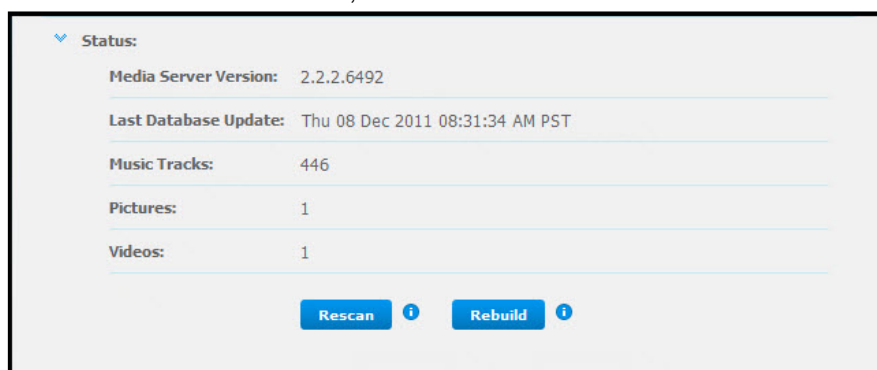 Status:
Media Server Version: 2.2.2.6492
Last Database Update: Thu 08 Dec 2011 08:31:34 AM PST
Music Tracks: 446
Pictures: 1
Videos: 1
Rescan i Rebuild i